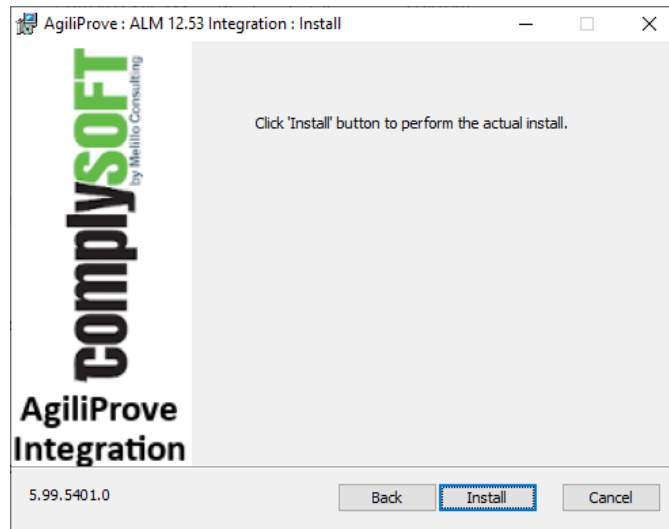 AgiliProve : ALM 12.53 Integration : Install
Click 'Install' button to perform the actual install.
complySOFT
by Melillo Consulting
AgiliProve
Integration
5.99.5401.0
Back
Install
Cancel